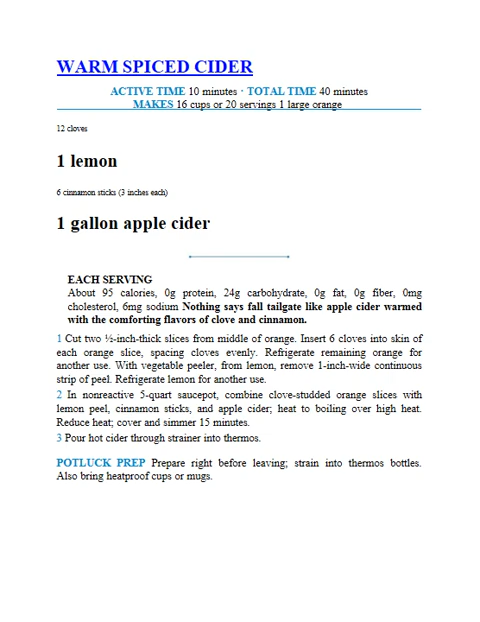 WARM SPICED CIDER
ACTIVE TIME 10 minutes · TOTAL TIME 40 minutes
MAKES 16 cups or 20 servings 1 large orange
12 cloves
1 lemon
6 cinnamon sticks (3 inches each)
1 gallon apple cider
EACH SERVING
About 95 calories, 0g protein, 24g carbohydrate, 0g fat, 0g fiber, 0mg
cholesterol, 6mg sodium Nothing says fall tailgate like apple cider warmed
with the comforting flavors of clove and cinnamon.
1 Cut two ½-inch-thick slices from middle of orange. Insert 6 cloves into skin of
each orange slice, spacing cloves evenly. Refrigerate remaining orange for
another use. With vegetable peeler, from lemon, remove 1-inch-wide continuous
strip of peel. Refrigerate lemon for another use.
2 In nonreactive 5-quart saucepot, combine clove-studded orange slices with
lemon peel, cinnamon sticks, and apple cider; heat to boiling over high heat.
Reduce heat; cover and simmer 15 minutes.
3 Pour hot cider through strainer into thermos.
POTLUCK PREP Prepare right before leaving; strain into thermos bottles.
Also bring heatproof cups or mugs.